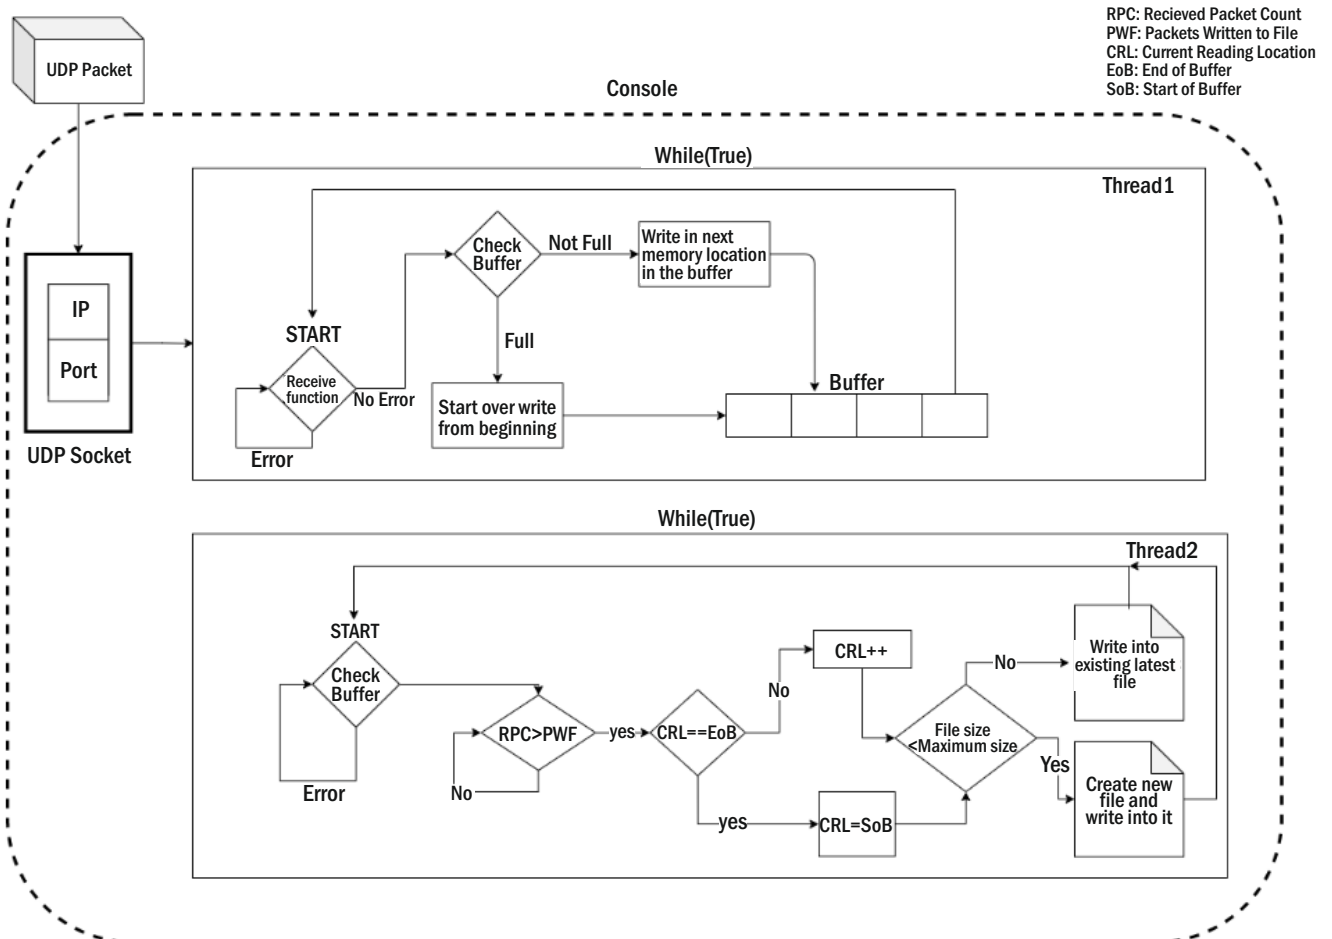 RPC: Recieved Packet Count
PWF: Packets Written to File
CRL: Current Reading Location
EoB: End of Buffer
SoB: Start of Buffer
UDP Packet
Console
While(True)
Thread1
Check
Buffer
Not Full
Write in next
memory location
in the buffer
IP
Port
UDP Socket
START
Receive
function
No Error
Error
Full
Start over write
from beginning
Buffer
While(True)
Thread2
START
Check
Buffer
Error
RPC>PWF
No
yes
CRL==EoB
No
CRL++
yes
CRL=SoB
File size
<Maximum size
No
Write into
existing latest
file
Yes
Create new
file and
write into it